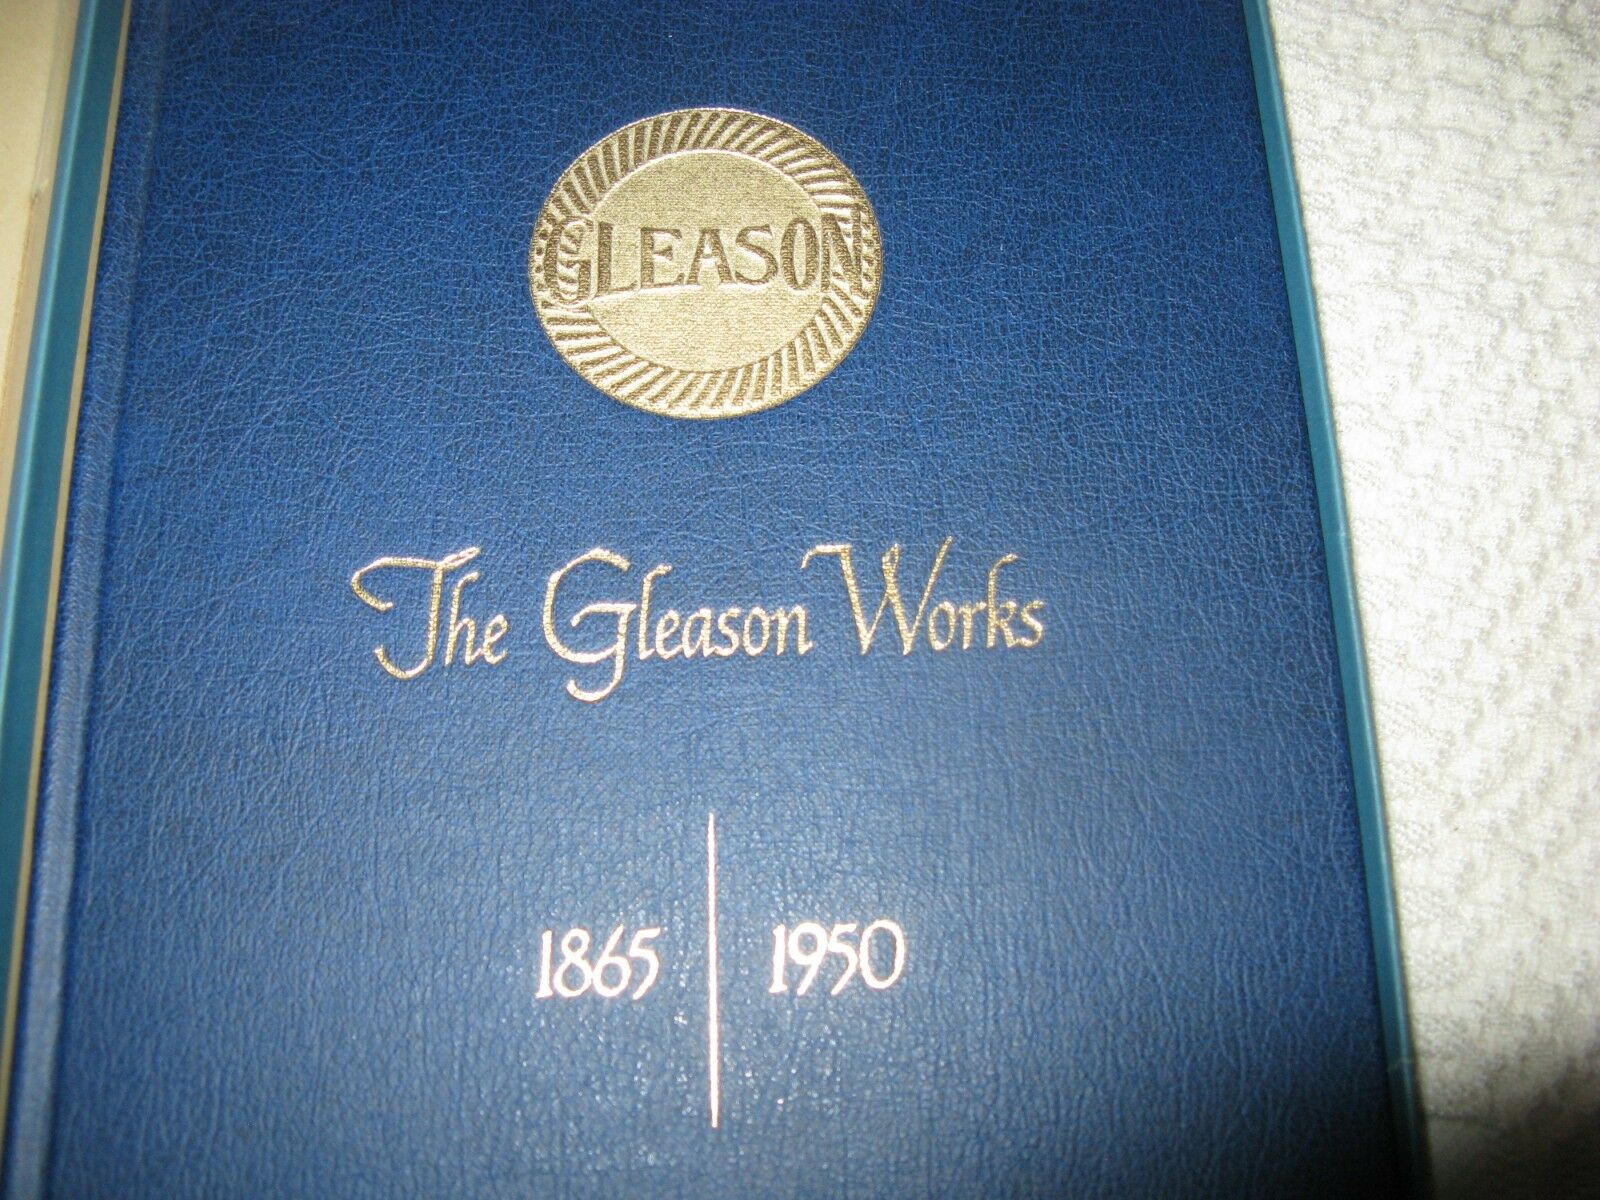 GLEASON
The Gleason Works
1865 | 1950